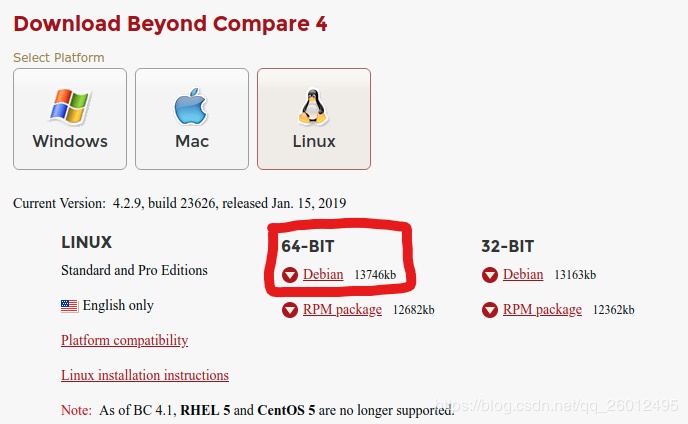 Download Beyond Compare 4
Select Platform
Windows
Mac
Linux
Current Version:  4.2.9, build 23626, released Jan. 15, 2019
LINUX
64-BIT
32-BIT
Standard and Pro Editions
Debian 13746kb
Debian 13163kb
English only
RPM package 12682kb
RPM package 12362kb
Platform compatibility
Linux installation instructions
Note:  As of BC 4.1, RHEL 5 and CentOS 5 are no longer supported.
https://blog.csdn.net/qq_26012495